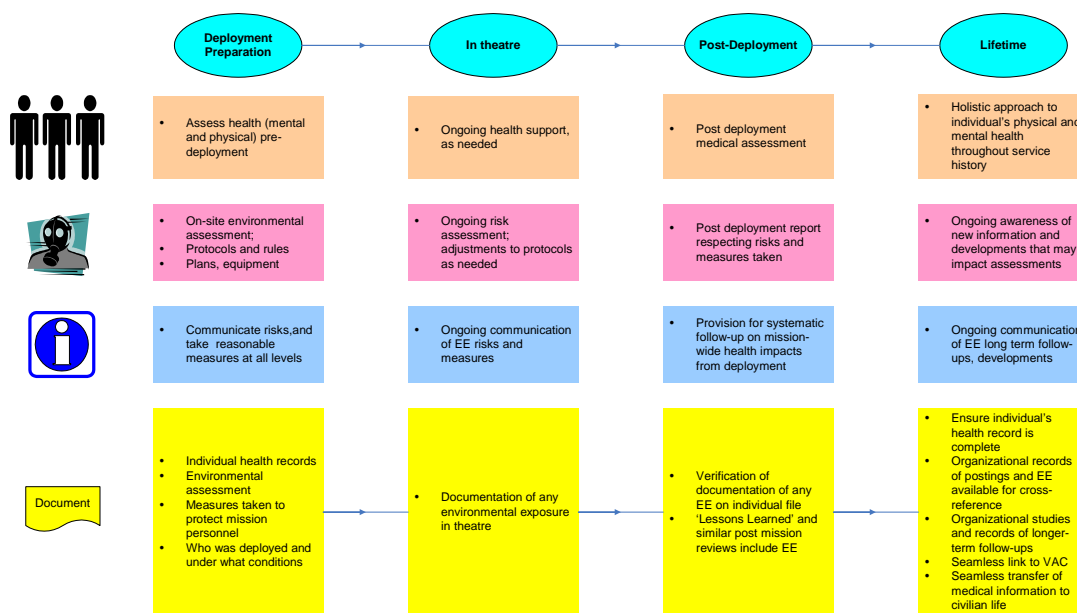 Deployment
Preparation
In theatre
Post-Deployment
Lifetime
• Assess health (mental
and physical) pre-
deployment
• Ongoing health support,
as needed
• Post deployment
medical assessment
• Holistic approach to
individual's physical and
mental health
throughout service
history
• On-site environmental
assessment;
• Protocols and rules
• Plans, equipment
• Ongoing risk
assessment;
adjustments to protocols
as needed
• Post deployment report
respecting risks and
measures taken
• Ongoing awareness of
new information and
developments that may
impact assessments
• Communicate risks,and
take reasonable
measures at all levels
• Ongoing communication
of EE risks and
measures
• Provision for systematic
follow-up on mission-
wide health impacts
from deployment
• Ongoing communication
of EE long term follow-
ups, developments
Document
• Individual health records
• Environmental
assessment
• Measures taken to
protect mission
personnel
• Who was deployed and
under what conditions
• Documentation of any
environmental exposure
in theatre
• Verification of
documentation of any
EE on individual file
• 'Lessons Learned' and
similar post mission
reviews include EE
• Ensure individual's
health record is
complete
• Organizational records
of postings and EE
available for cross-
reference
• Organizational studies
and records of longer-
term follow-ups
• Seamless link to VAC
• Seamless transfer of
medical information to
civilian life